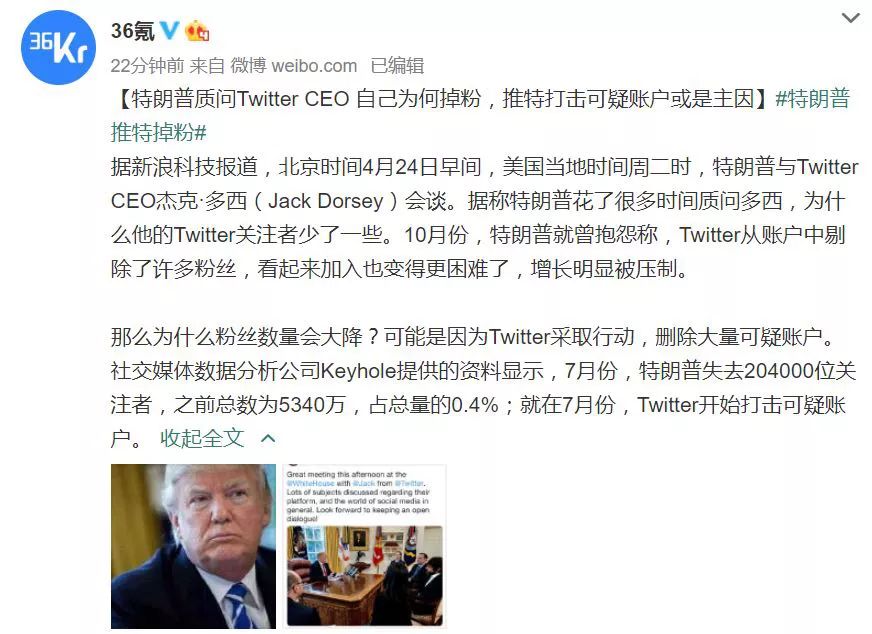 36Kr
36氪
22分钟前 来自 微博 weibo.com 已编辑
【特朗普质问Twitter CEO 自己为何掉粉，推特打击可疑账户或是主因】#特朗普
推特掉粉#
据新浪科技报道，北京时间4月24日早间，美国当地时间周二时，特朗普与Twitter
CEO杰克·多西（Jack Dorsey）会谈。据称特朗普花了很多时间质问多西，为什
么他的Twitter关注者少了一些。10月份，特朗普就曾抱怨称，Twitter从账户中剔
除了许多粉丝，看起来加入也变得更困难了，增长明显被压制。
那么为什么粉丝数量会大降？可能是因为Twitter采取行动，删除大量可疑账户。
社交媒体数据分析公司Keyhole提供的资料显示，7月份，特朗普失去204000位关
注者，之前总数为5340万，占总量的0.4%；就在7月份，Twitter开始打击可疑账
户。 收起全文
Great meeting this afternoon at the
@WhiteHouse with @Jack from @Twitter.
Lots of subjects discussed regarding their
platform, and the world of social media in
general. Look forward to keeping an open
dialogue!